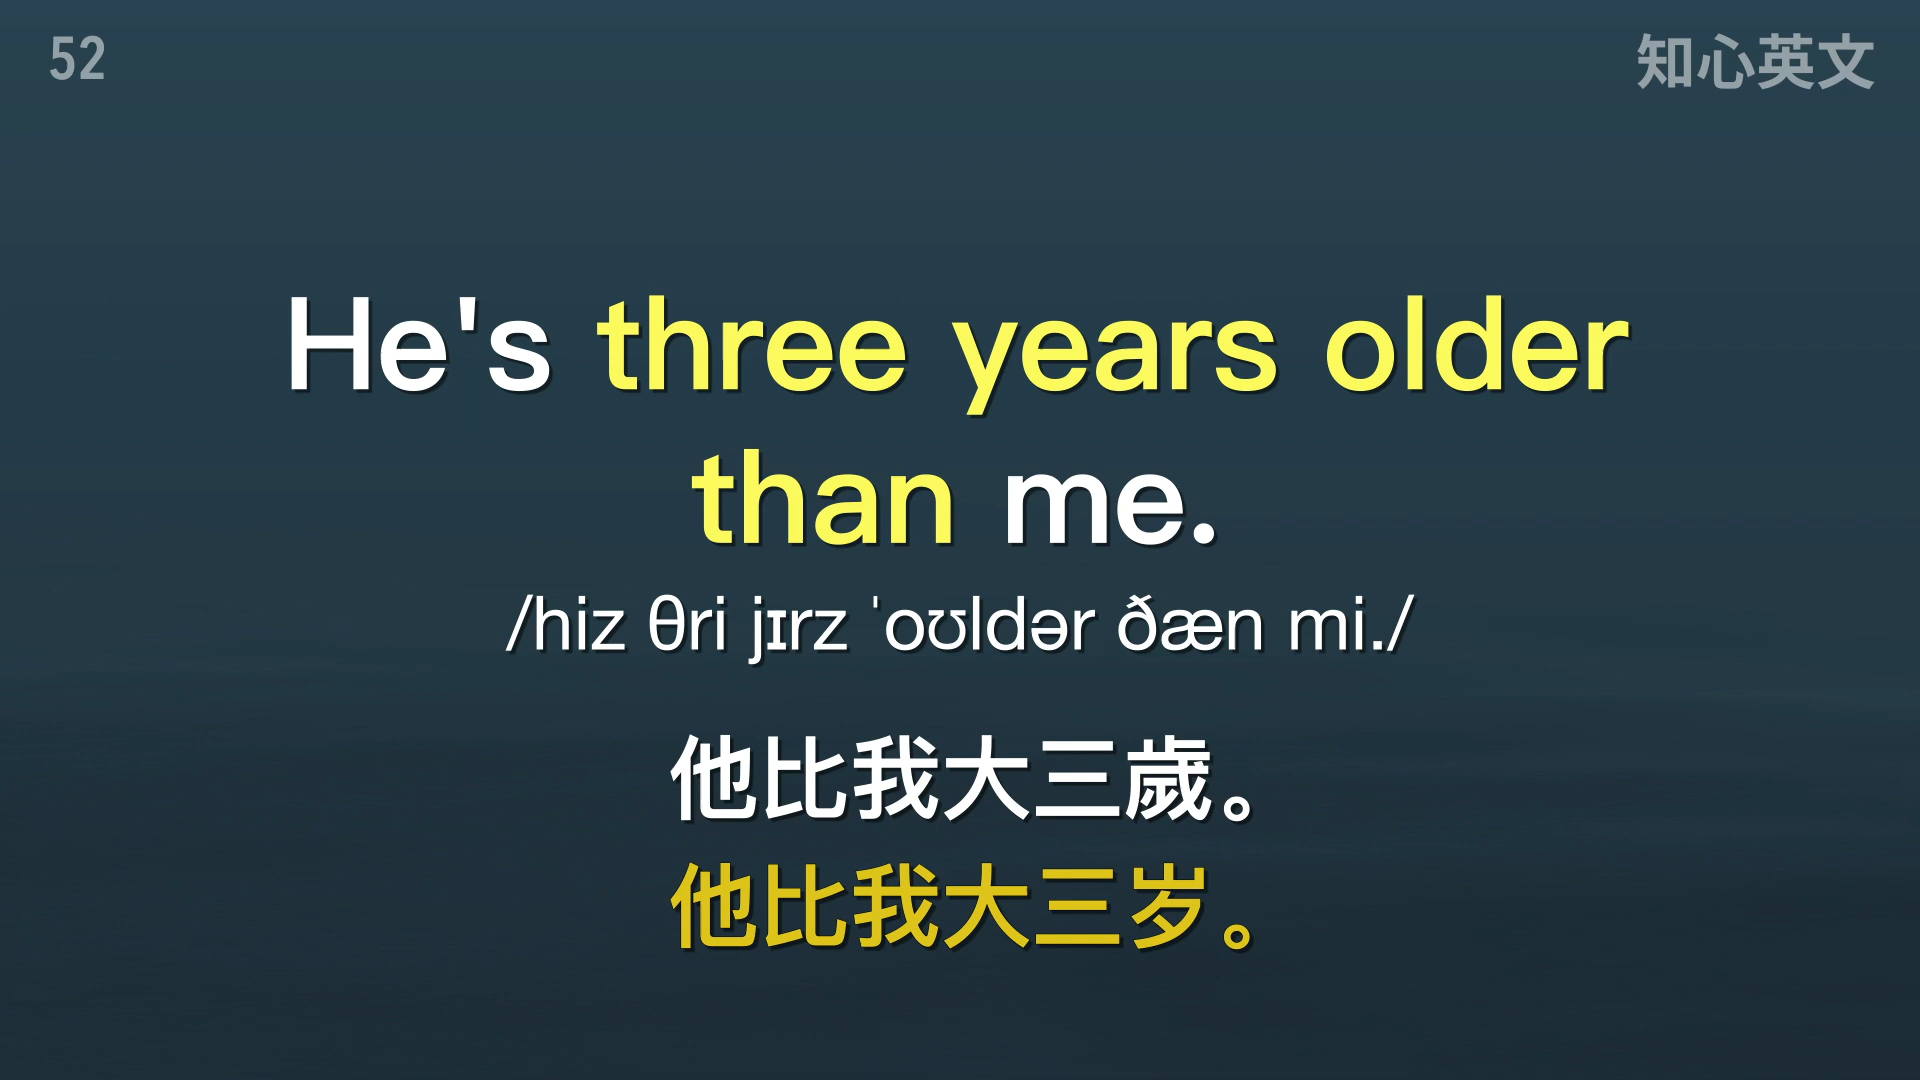 52
知心英文
He's three years older
than me.
/hiz θri jɪrz ˈoʊldər ðæn mi./
他比我大三歲。
他比我大三岁。